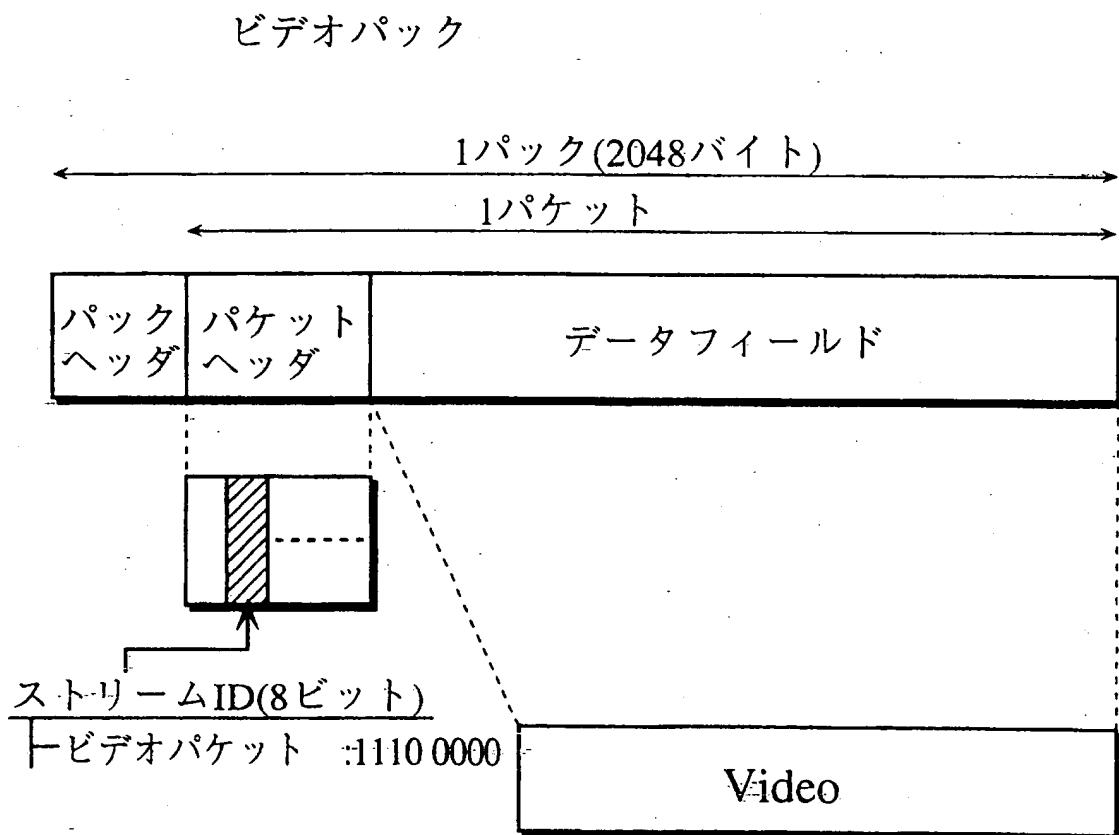 ビデオパック
1パック(2048バイト)
1パケット
パック
ヘッダ
パケット
ヘッダ
データフィールド
ストリームID(8ビット)
ビデオパケット :1110 0000
Video